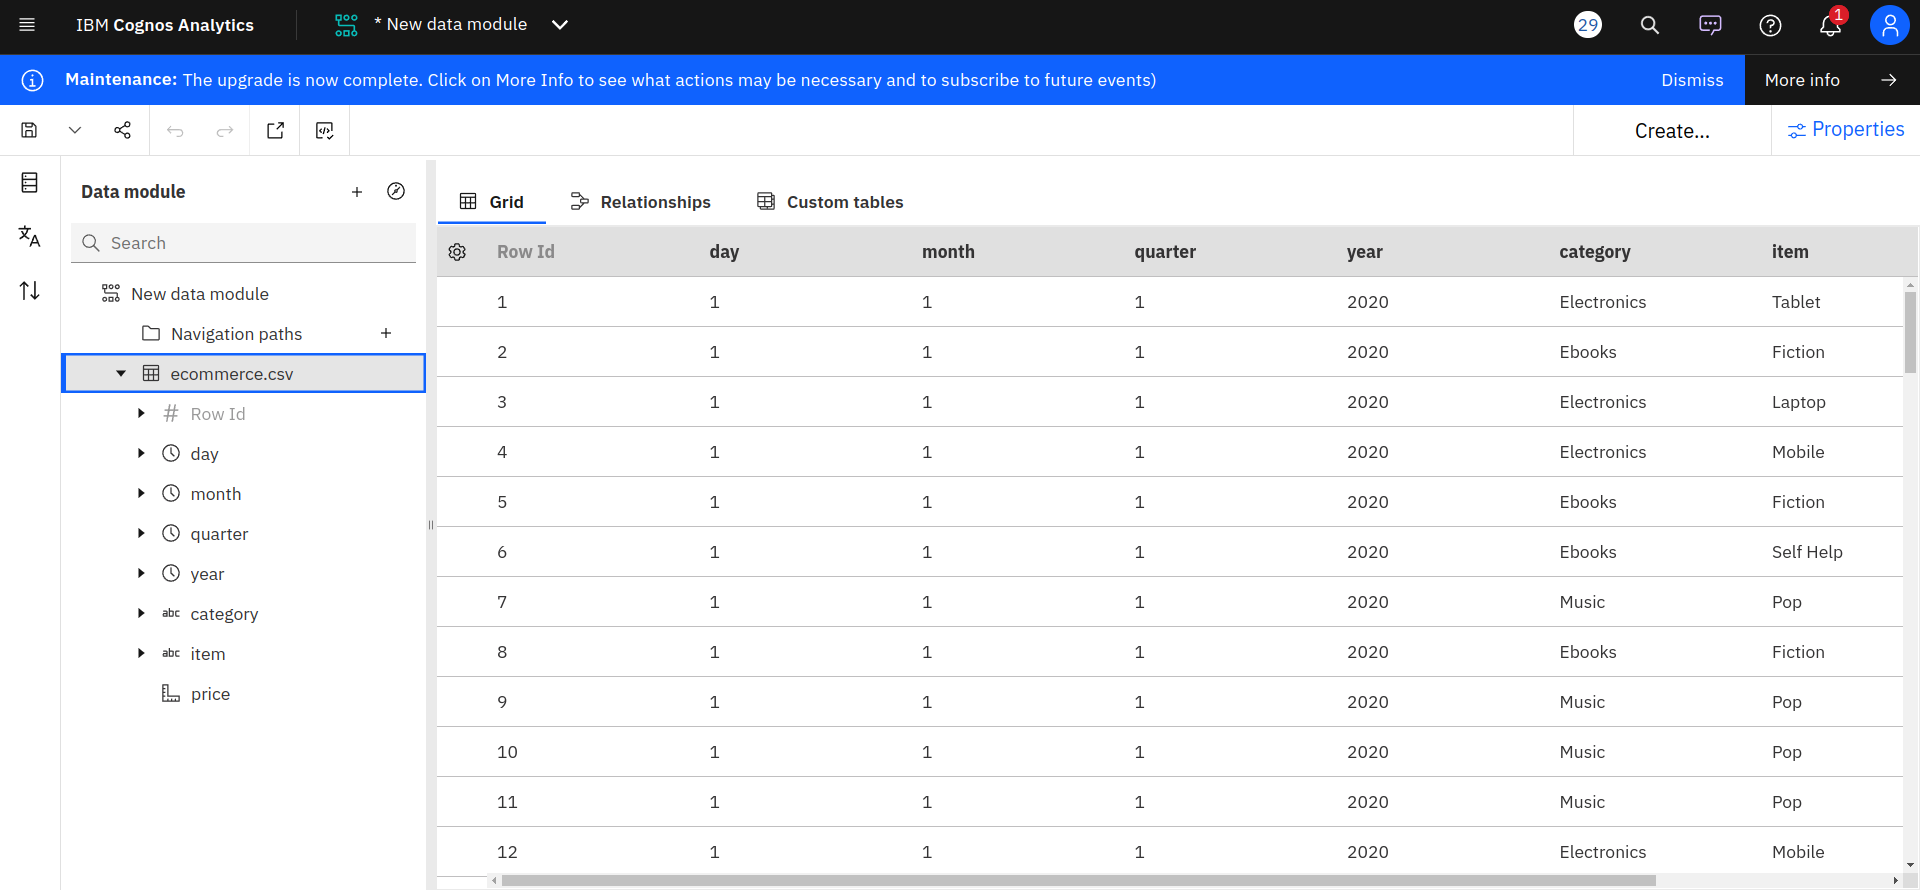 IBM Cognos Analytics
* New data module
29
1
Maintenance: The upgrade is now complete. Click on More Info to see what actions may be necessary and to subscribe to future events)
Dismiss
More info
Create...
Properties
Data module
Search
New data module
Navigation paths
ecommerce.csv
# Row Id
day
month
quarter
year
abc category
abc item
price
Grid
Relationships
Custom tables
Row Id day month quarter year category item
1 1 1 1 2020 Electronics Tablet
2 1 1 1 2020 Ebooks Fiction
3 1 1 1 2020 Electronics Laptop
4 1 1 1 2020 Electronics Mobile
5 1 1 1 2020 Ebooks Fiction
6 1 1 1 2020 Ebooks Self Help
7 1 1 1 2020 Music Pop
8 1 1 1 2020 Ebooks Fiction
9 1 1 1 2020 Music Pop
10 1 1 1 2020 Music Pop
11 1 1 1 2020 Music Pop
12 1 1 1 2020 Electronics Mobile